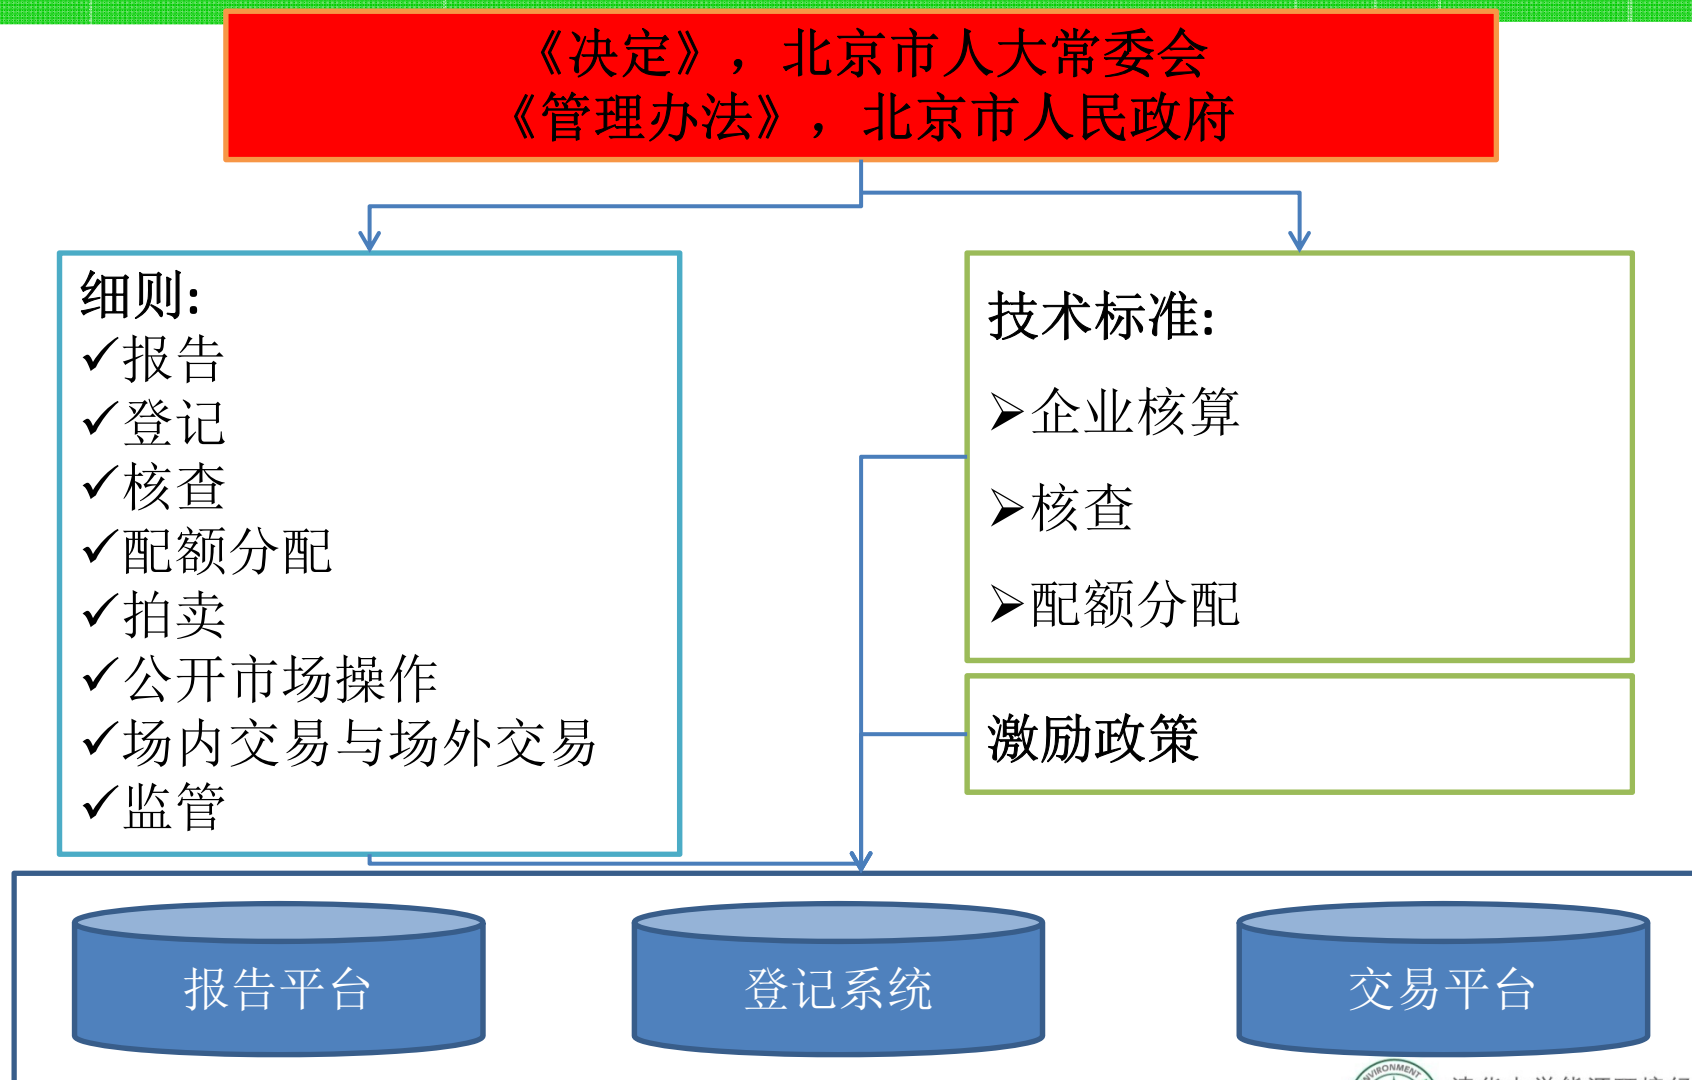 《决定》，北京市人大常委会
《管理办法》，北京市人民政府
细则:
报告
登记
核查
配额分配
拍卖
公开市场操作
场内交易与场外交易
监管
技术标准:
企业核算
核查
配额分配
激励政策
报告平台
登记系统
交易平台